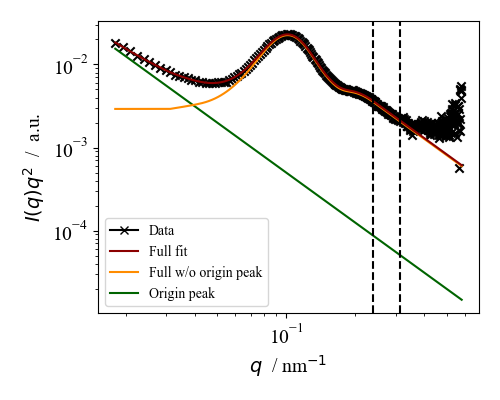 10⁻²
10⁻³
10⁻⁴
I(q)q² / a.u.
Data
Full fit
Full w/o origin peak
Origin peak
10⁻¹
q / nm⁻¹